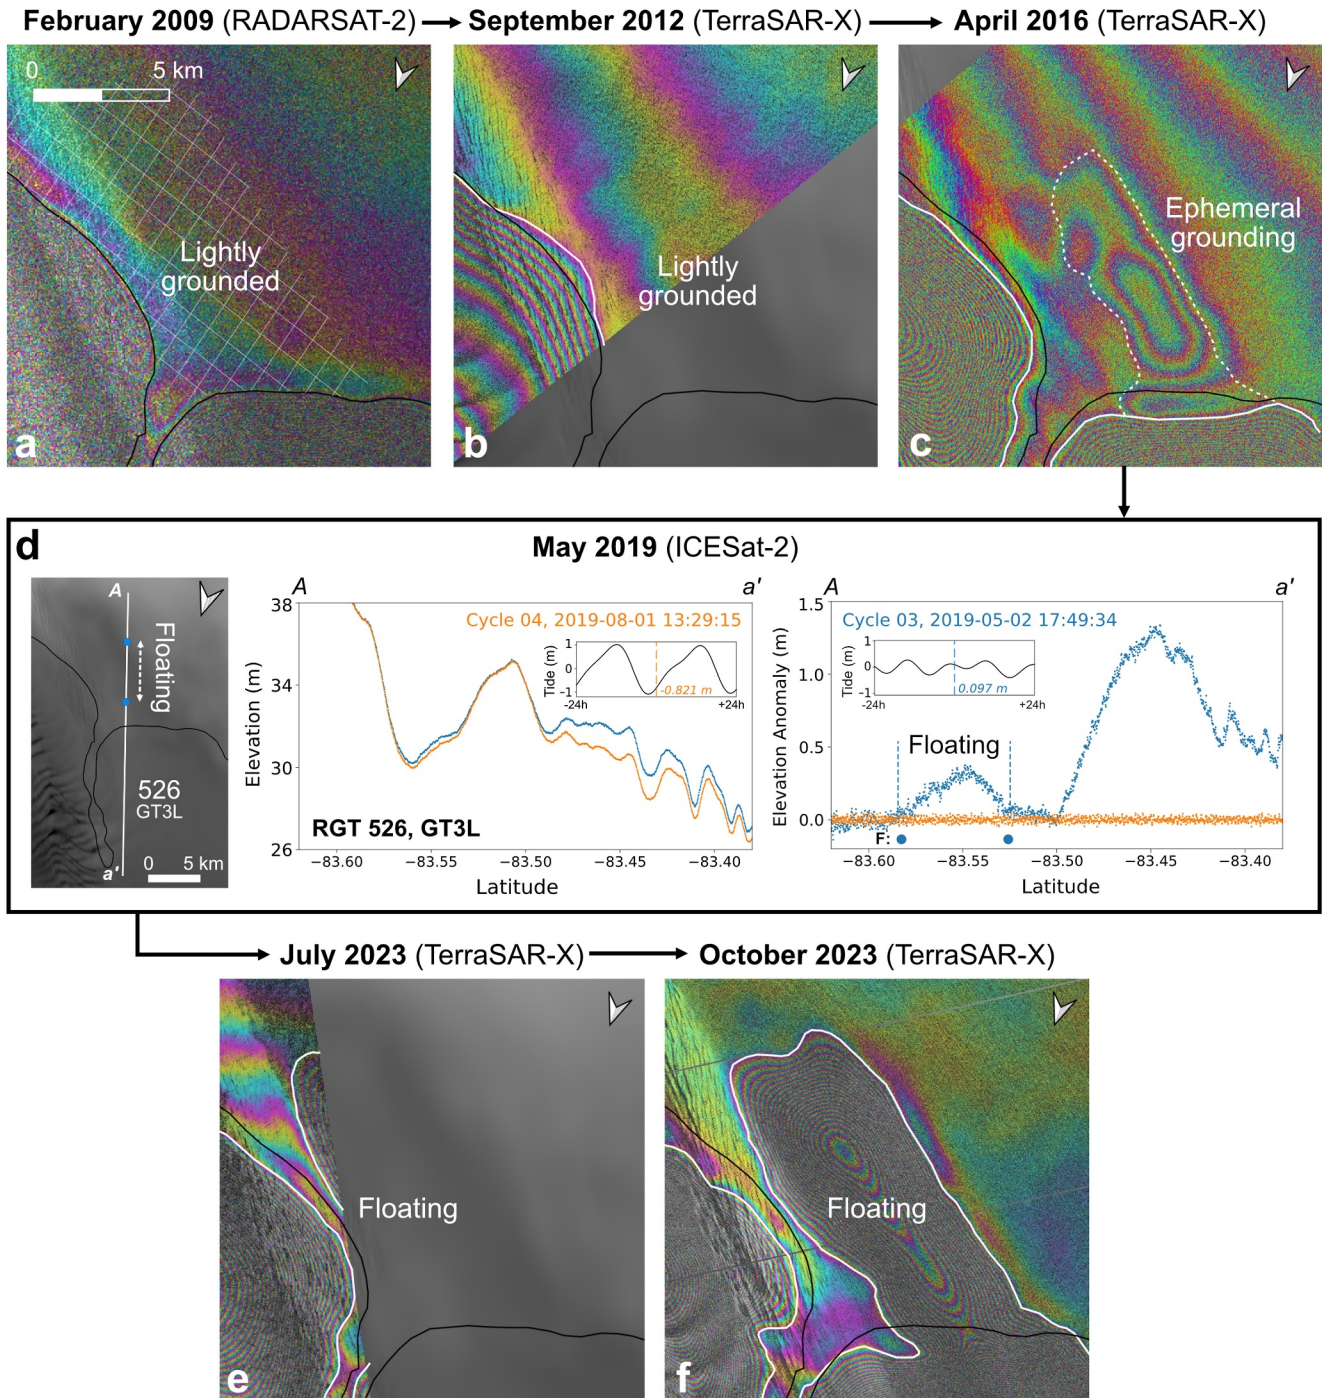 February 2009 (RADARSAT-2)
September 2012 (TerraSAR-X)
April 2016 (TerraSAR-X)
0 5 km
Lightly
grounded
a
Lightly
grounded
b
Ephemeral
grounding
c
d
May 2019 (ICESat-2)
A
Floating
526
GT3L
0 5 km
a'
A a'
38
34
30
26
Elevation (m)
Cycle 04, 2019-08-01 13:29:15
1
0
−1
Tide (m)
-0.821 m
-24h +24h
RGT 526, GT3L
−83.60 −83.55 −83.50 −83.45 −83.40
Latitude
A a'
1.5
1.0
0.5
0.0
Elevation Anomaly (m)
Cycle 03, 2019-05-02 17:49:34
1
0
−1
Tide (m)
0.097 m
-24h +24h
Floating
F:
−83.60 −83.55 −83.50 −83.45 −83.40
Latitude
July 2023 (TerraSAR-X)
October 2023 (TerraSAR-X)
Floating
e
Floating
f